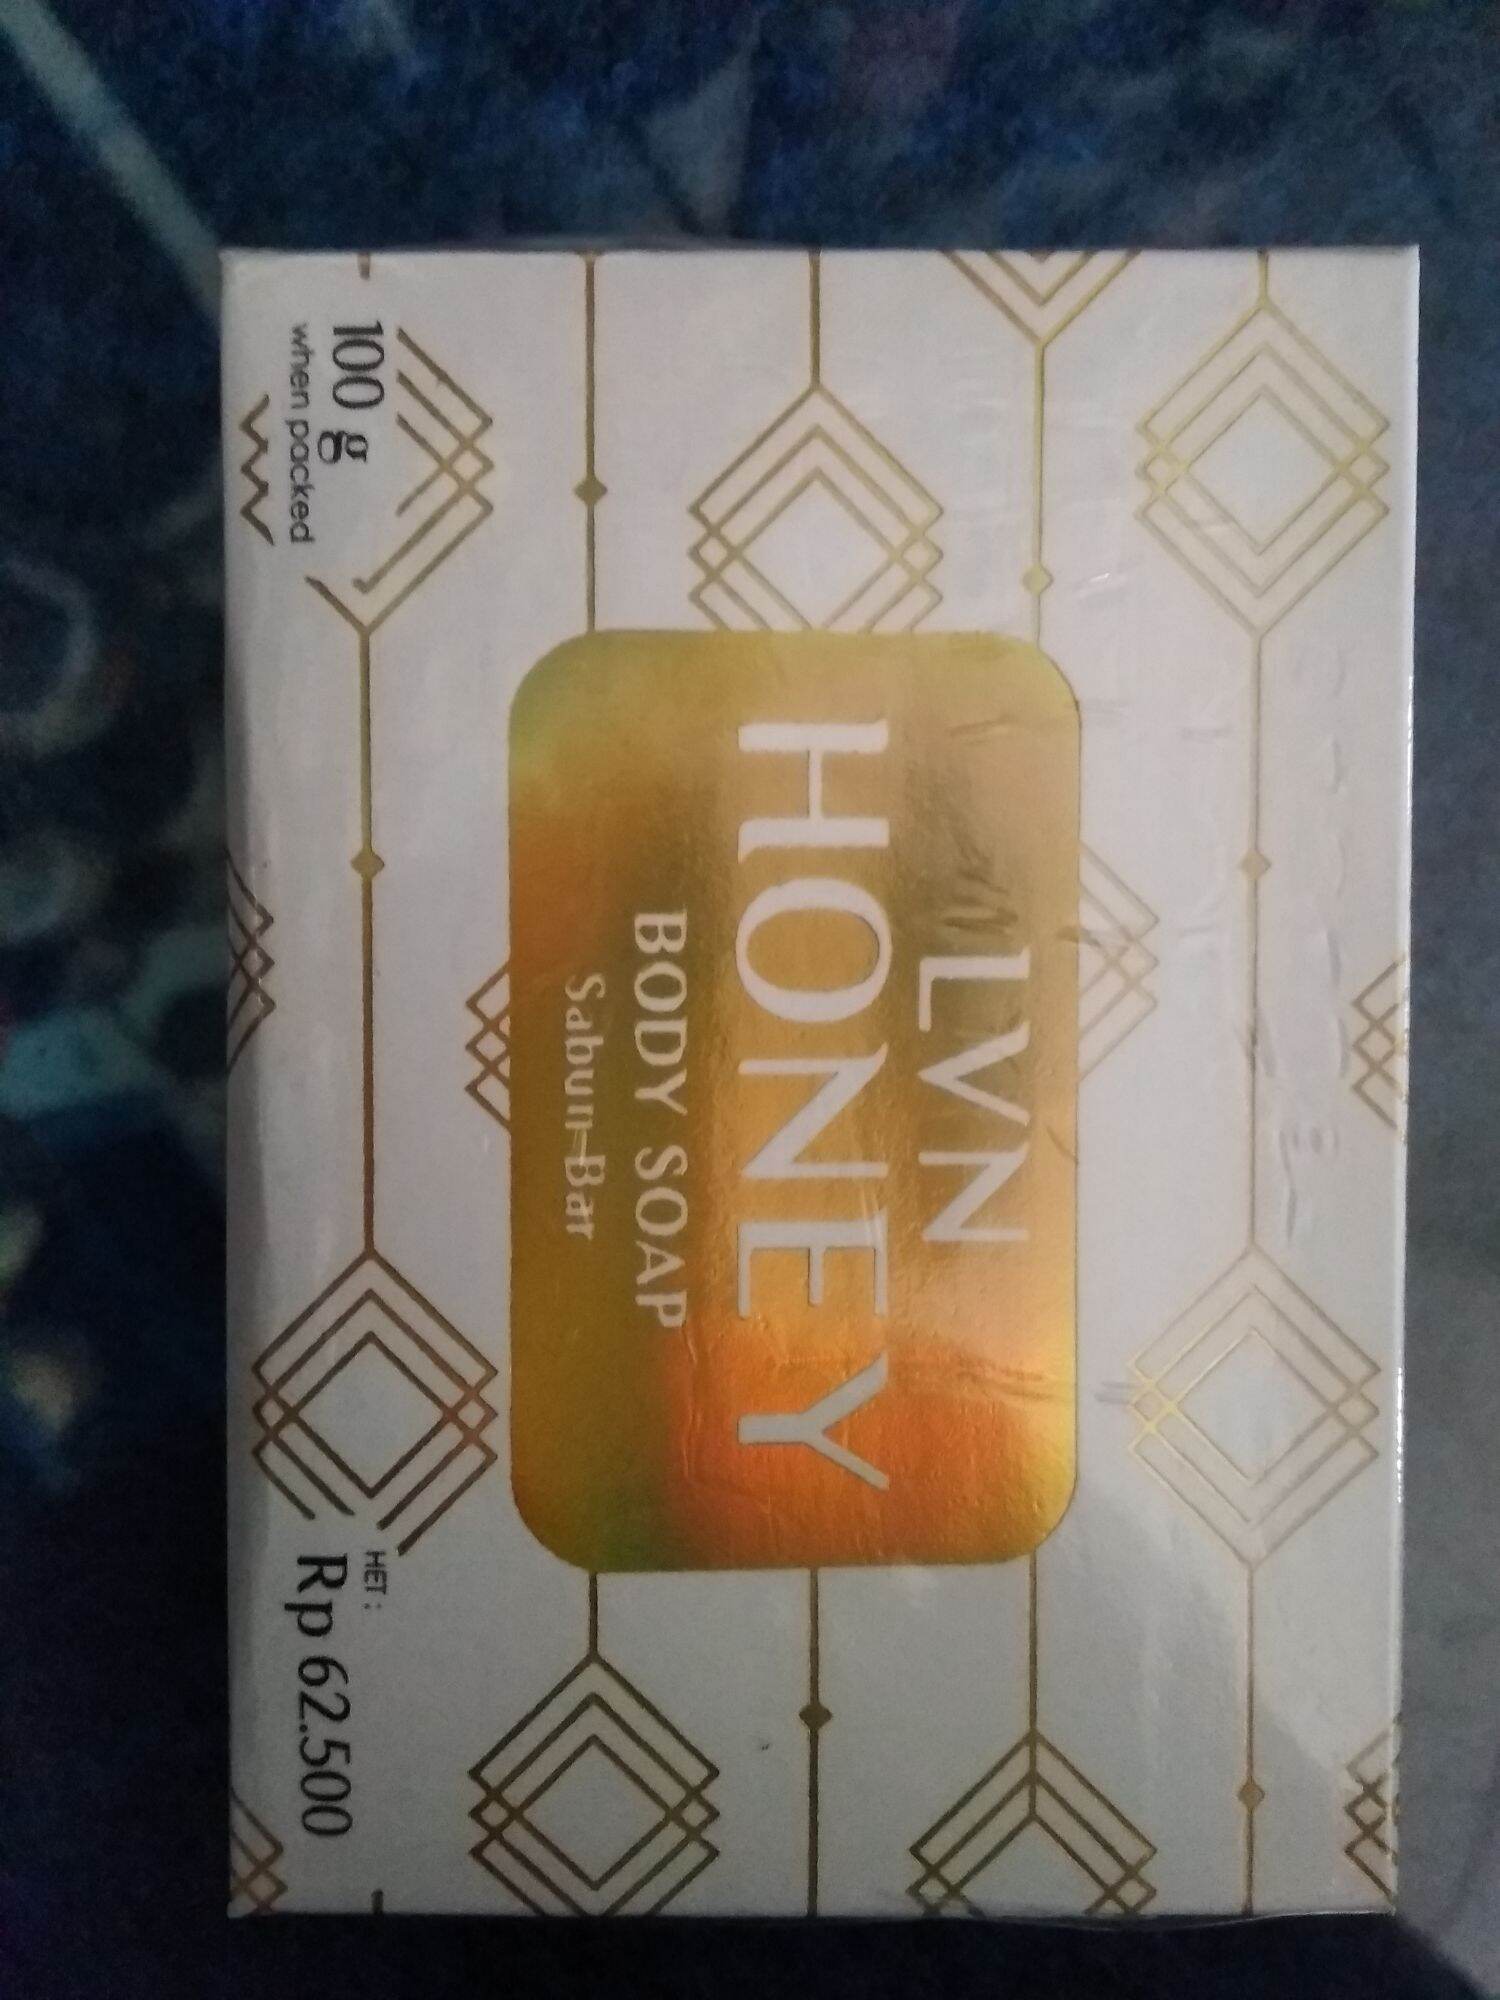 LVN
HONEY
BODY SOAP
Sabun Bar
100 g
when packed
HET :
Rp 62.500